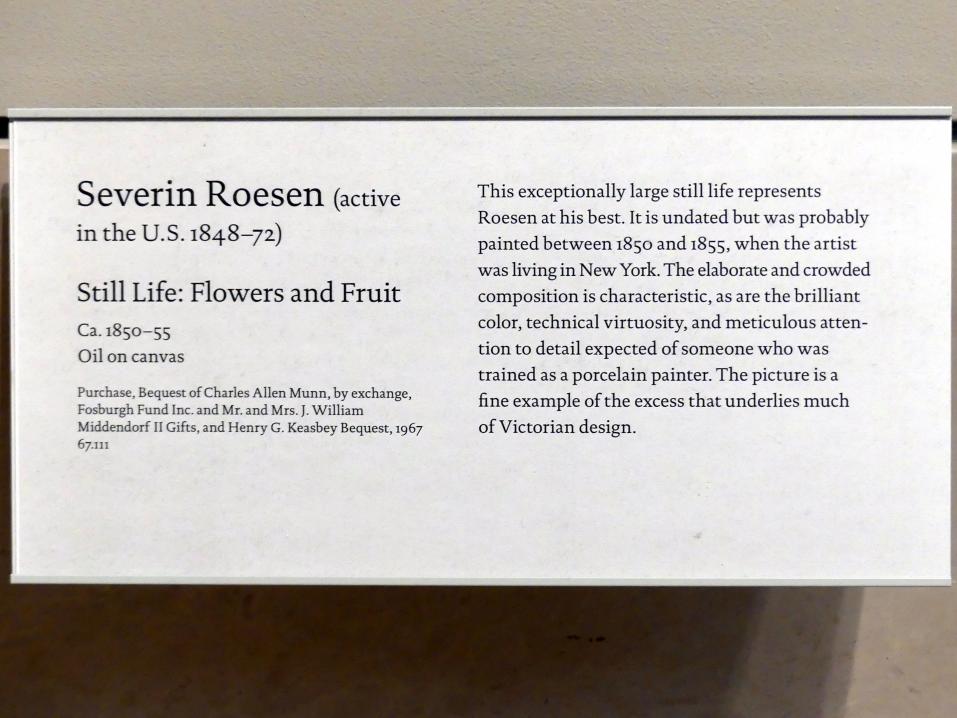 Severin Roesen (active
in the U.S. 1848–72)
Still Life: Flowers and Fruit
Ca. 1850–55
Oil on canvas
Purchase, Bequest of Charles Allen Munn, by exchange,
Fosburgh Fund Inc. and Mr. and Mrs. J. William
Middendorf II Gifts, and Henry G. Keasbey Bequest, 1967
67.111
This exceptionally large still life represents
Roesen at his best. It is undated but was probably
painted between 1850 and 1855, when the artist
was living in New York. The elaborate and crowded
composition is characteristic, as are the brilliant
color, technical virtuosity, and meticulous atten-
tion to detail expected of someone who was
trained as a porcelain painter. The picture is a
fine example of the excess that underlies much
of Victorian design.